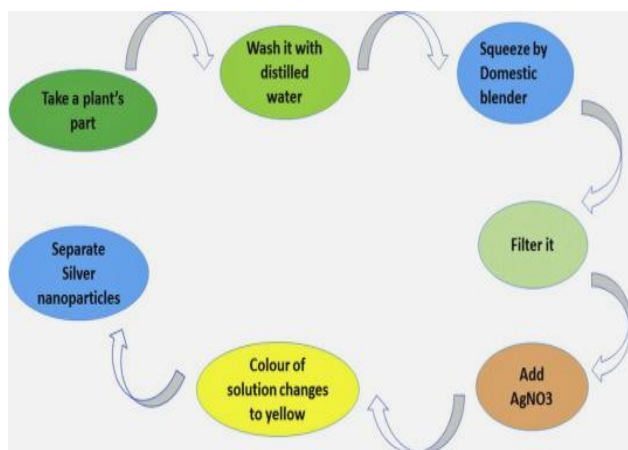 Take a plant's
part
Wash it with
distilled
water
Squeeze by
Domestic
blender
Filter it
Add
AgNO3
Colour of
solution changes
to yellow
Separate
Silver
nanoparticles